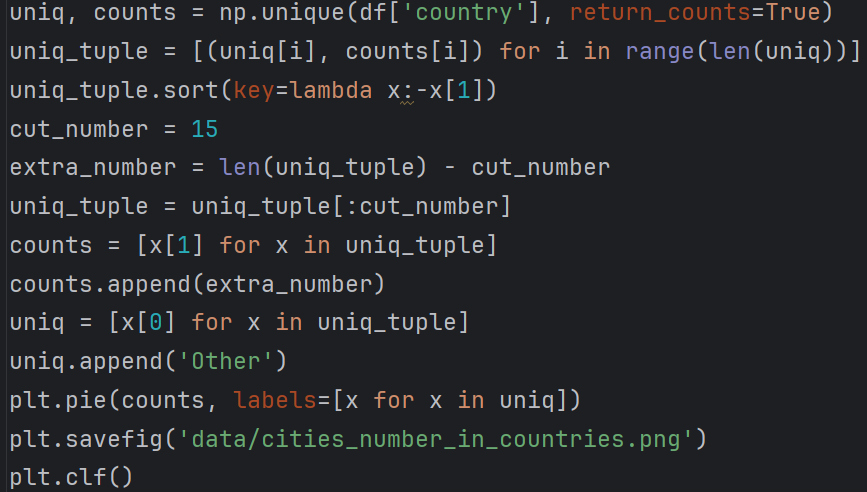 uniq, counts = np.unique(df['country'], return_counts=True)
uniq_tuple = [(uniq[i], counts[i]) for i in range(len(uniq))]
uniq_tuple.sort(key=lambda x:-x[1])
cut_number = 15
extra_number = len(uniq_tuple) - cut_number
uniq_tuple = uniq_tuple[:cut_number]
counts = [x[1] for x in uniq_tuple]
counts.append(extra_number)
uniq = [x[0] for x in uniq_tuple]
uniq.append('Other')
plt.pie(counts, labels=[x for x in uniq])
plt.savefig('data/cities_number_in_countries.png')
plt.clf()